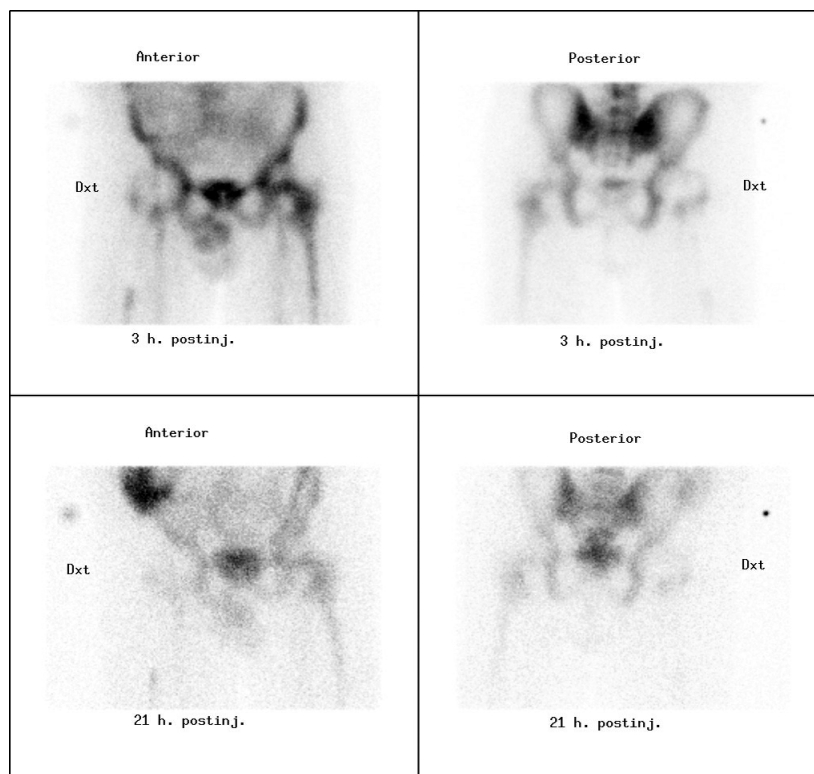 Anterior
Dxt
3 h. postinj.
Posterior
Dxt
3 h. postinj.
Anterior
Dxt
21 h. postinj.
Posterior
Dxt
21 h. postinj.